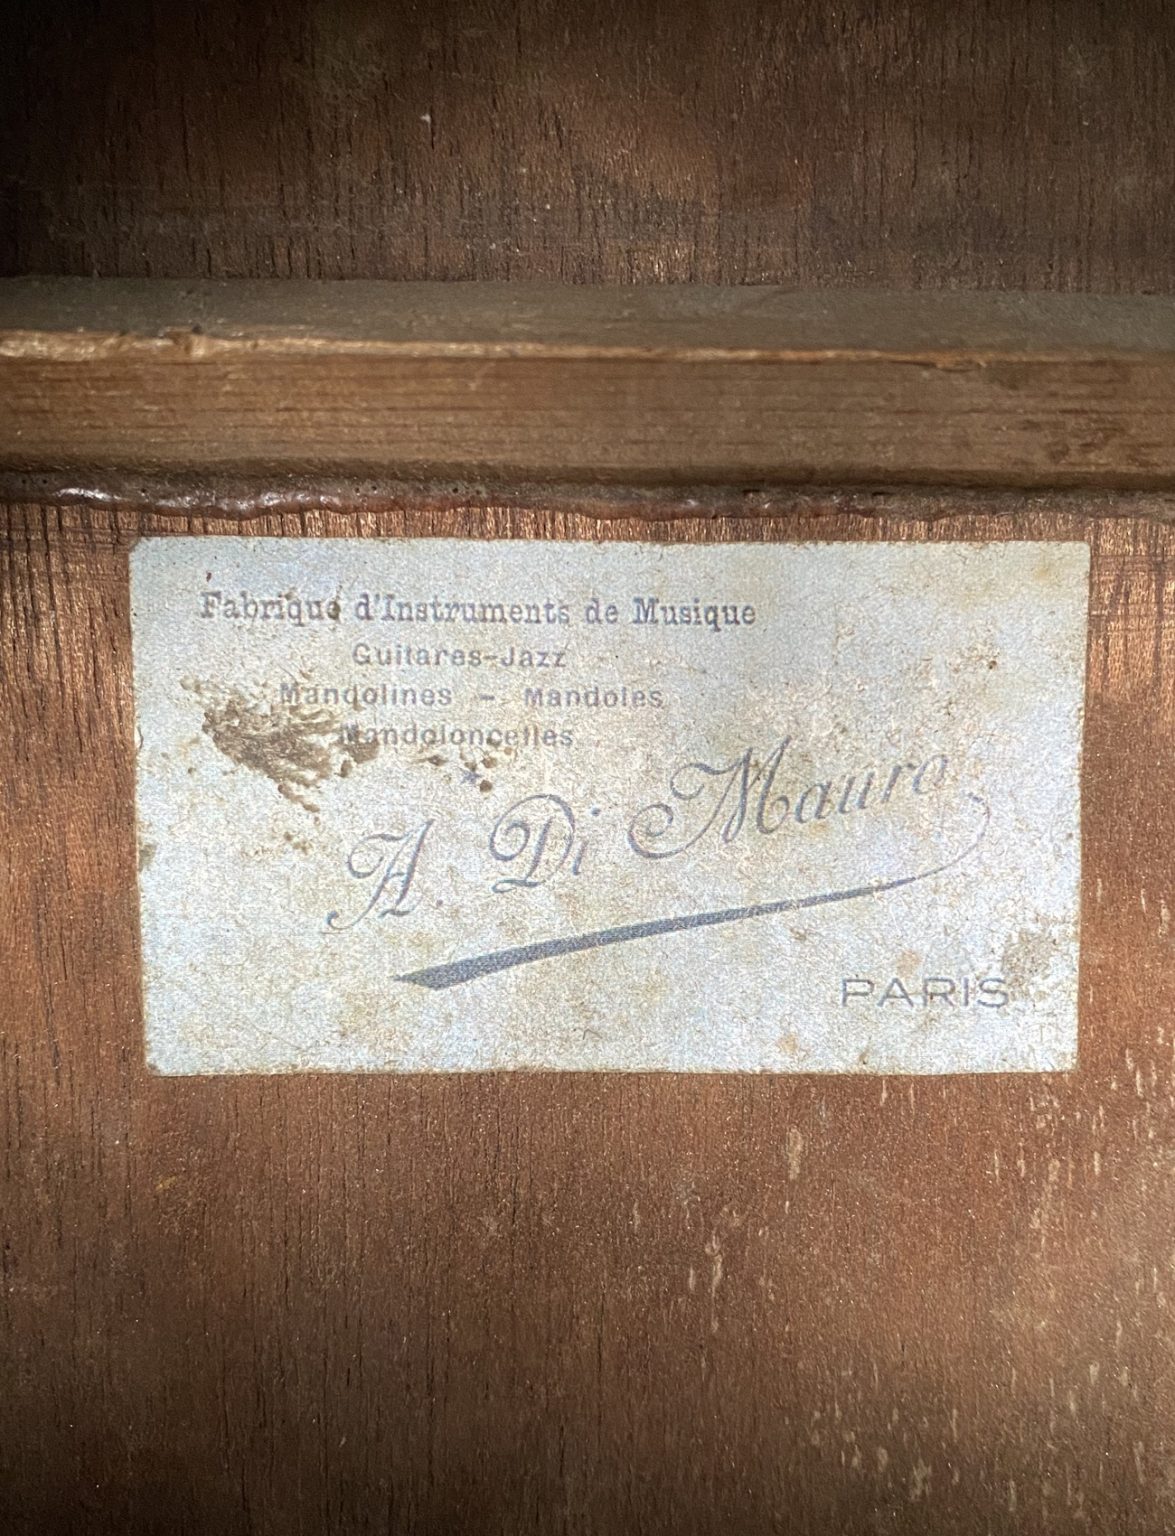 Fabrique d'Instruments de Musique
Guitares-Jazz
Mandolines - Mandoles
Mandoloncelles
A. Di Mauro
PARIS